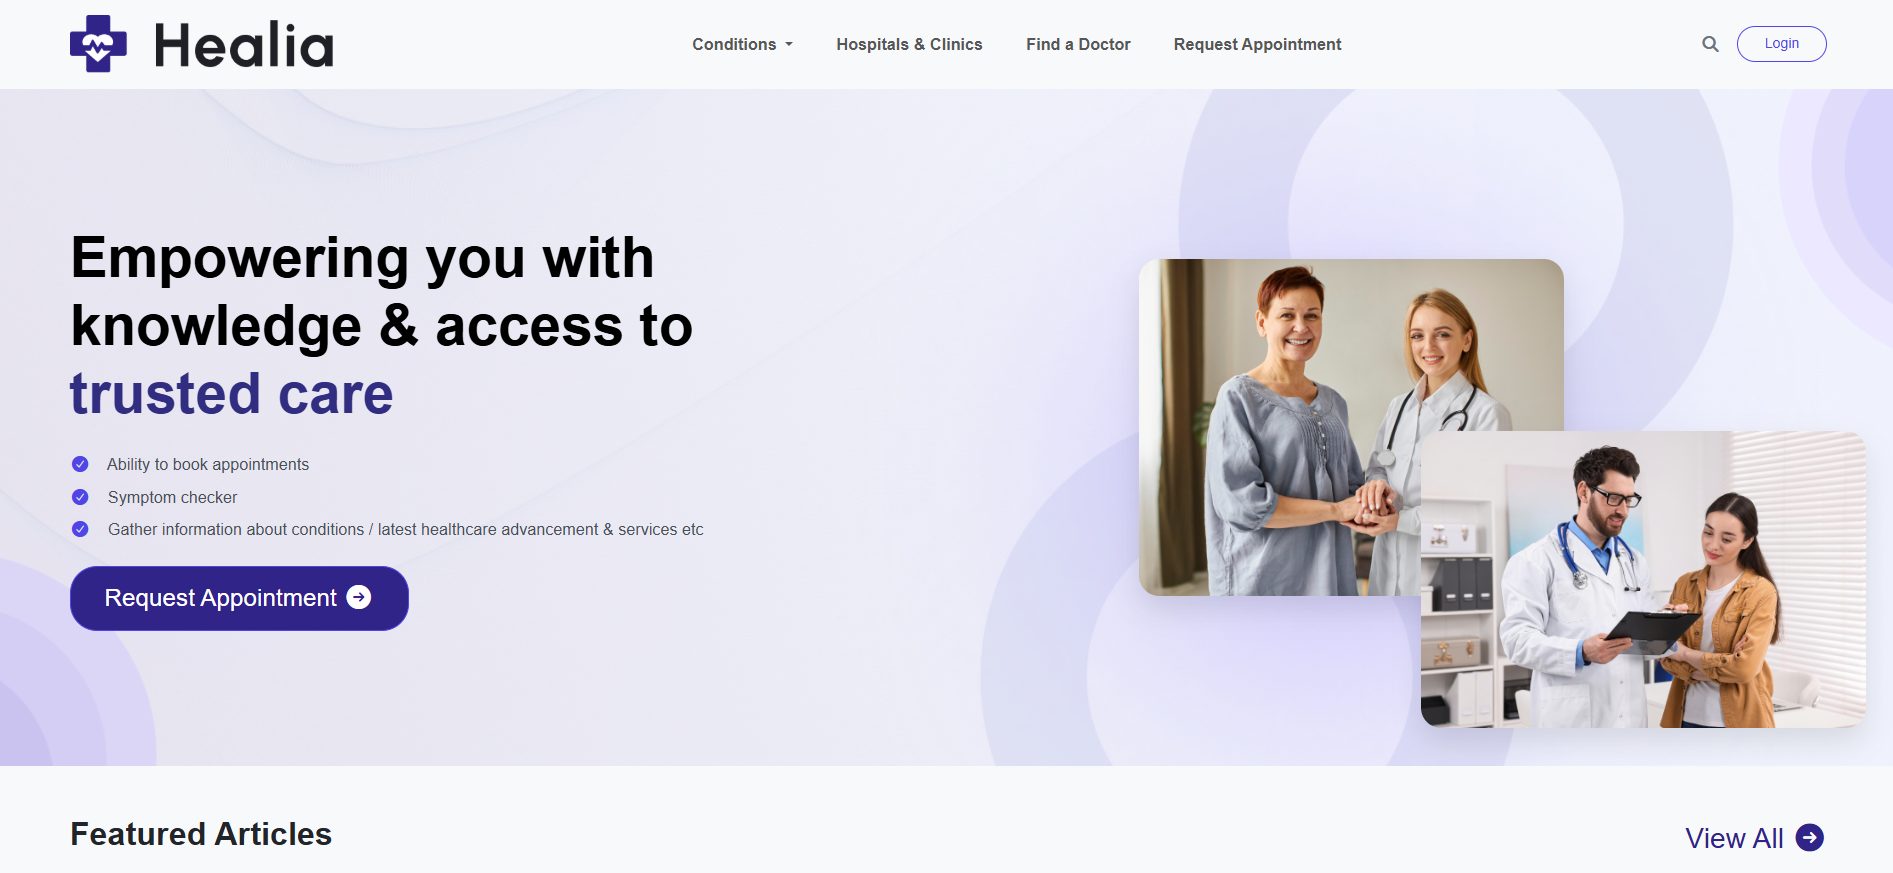 Healia
Conditions
Hospitals & Clinics
Find a Doctor
Request Appointment
Login
Empowering you with
knowledge & access to
trusted care
Ability to book appointments
Symptom checker
Gather information about conditions / latest healthcare advancement & services etc
Request Appointment
Featured Articles
View All